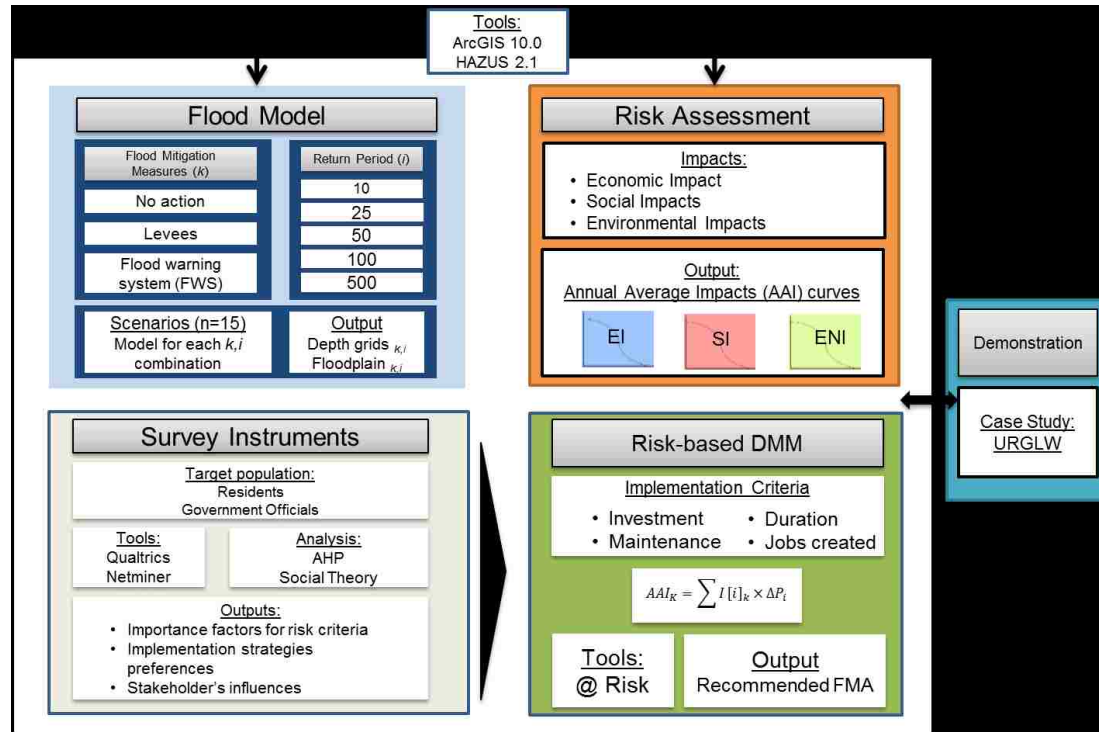 Tools:
ArcGIS 10.0
HAZUS 2.1
Flood Model
Flood Mitigation
Measures (k)
No action
Levees
Flood warning
system (FWS)
Return Period (i)
10
25
50
100
500
Scenarios (n=15)
Model for each k,i
combination
Output
Depth grids K,i
Floodplain K,i
Risk Assessment
Impacts:
• Economic Impact
• Social Impacts
• Environmental Impacts
Output:
Annual Average Impacts (AAI) curves
EI
SI
ENI
Demonstration
Case Study:
URGLW
Survey Instruments
Target population:
Residents
Government Officials
Tools:
Qualtrics
Netminer
Analysis:
AHP
Social Theory
Outputs:
• Importance factors for risk criteria
• Implementation strategies
preferences
• Stakeholder's influences
Risk-based DMM
Implementation Criteria
• Investment
• Maintenance
• Duration
• Jobs created
AAI_K = ∑ I [i]_k × ΔP_i
Tools:
@ Risk
Output
Recommended FMA